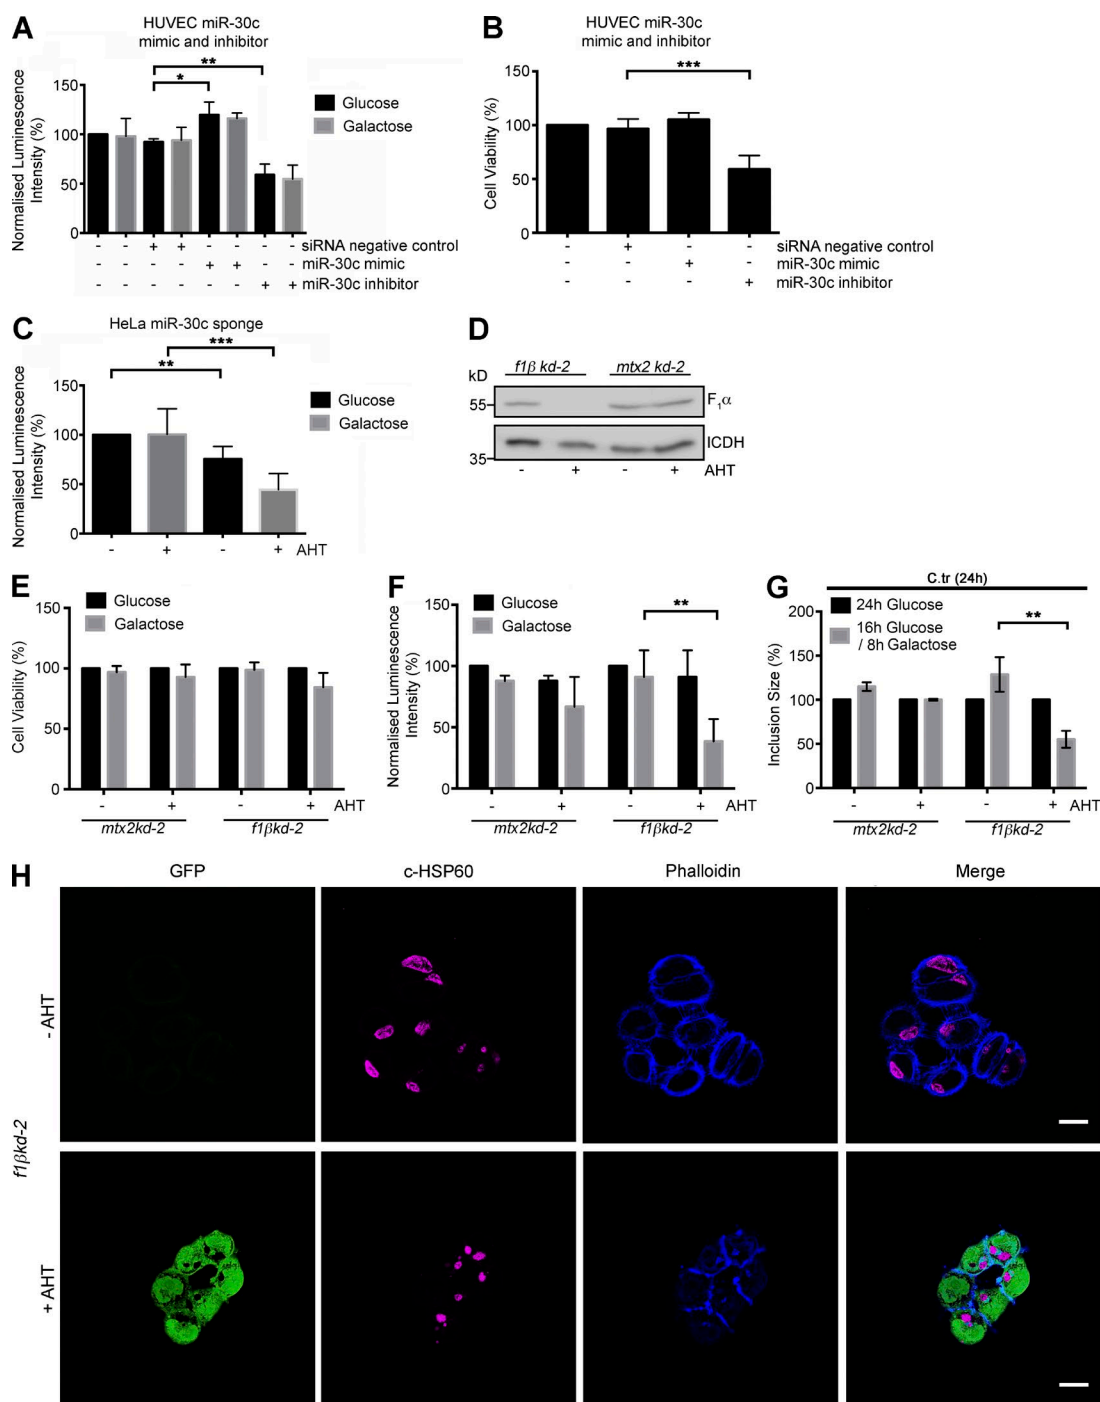 A
HUVEC miR-30c
mimic and inhibitor
**
*
Normalised Luminescence
Intensity (%)
150
100
50
0
Glucose
Galactose
- - + + - - - - siRNA negative control
- - - - + + - - miR-30c mimic
- - - - - - + + miR-30c inhibitor
B
HUVEC miR-30c
mimic and inhibitor
***
Cell Viability (%)
150
100
50
0
- + - - siRNA negative control
- - + - miR-30c mimic
- - - + miR-30c inhibitor
C
HeLa miR-30c sponge
***
**
Normalised Luminescence
Intensity (%)
150
100
50
0
Glucose
Galactose
- + - + AHT
D
f1β kd-2 mtx2 kd-2
kD
55
F1α
35
ICDH
- + - + AHT
E
Glucose
Galactose
Cell Viability (%)
150
100
50
0
- + - + AHT
mtx2kd-2 f1βkd-2
F
Glucose
Galactose
**
Normalised Luminescence
Intensity (%)
150
100
50
0
- + - + AHT
mtx2kd-2 f1βkd-2
G
C.tr (24h)
24h Glucose
16h Glucose
/ 8h Galactose
**
Inclusion Size (%)
200
150
100
50
0
- + - + AHT
mtx2kd-2 f1βkd-2
H
GFP c-HSP60 Phalloidin Merge
- AHT
f1βkd-2
+ AHT